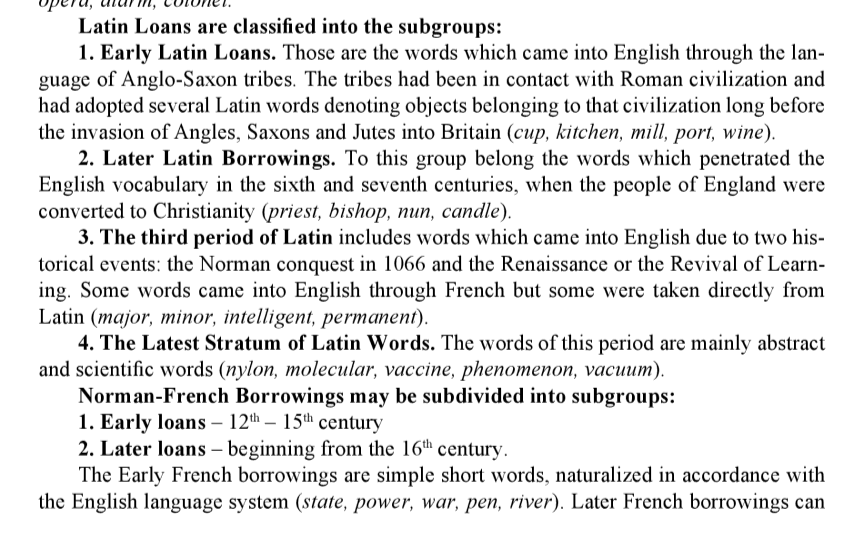 opera, alarm, colonel.
Latin Loans are classified into the subgroups:
1. Early Latin Loans. Those are the words which came into English through the lan-
guage of Anglo-Saxon tribes. The tribes had been in contact with Roman civilization and
had adopted several Latin words denoting objects belonging to that civilization long before
the invasion of Angles, Saxons and Jutes into Britain (cup, kitchen, mill, port, wine).
2. Later Latin Borrowings. To this group belong the words which penetrated the
English vocabulary in the sixth and seventh centuries, when the people of England were
converted to Christianity (priest, bishop, nun, candle).
3. The third period of Latin includes words which came into English due to two his-
torical events: the Norman conquest in 1066 and the Renaissance or the Revival of Learn-
ing. Some words came into English through French but some were taken directly from
Latin (major, minor, intelligent, permanent).
4. The Latest Stratum of Latin Words. The words of this period are mainly abstract
and scientific words (nylon, molecular, vaccine, phenomenon, vacuum).
Norman-French Borrowings may be subdivided into subgroups:
1. Early loans – 12th – 15th century
2. Later loans – beginning from the 16th century.
The Early French borrowings are simple short words, naturalized in accordance with
the English language system (state, power, war, pen, river). Later French borrowings can